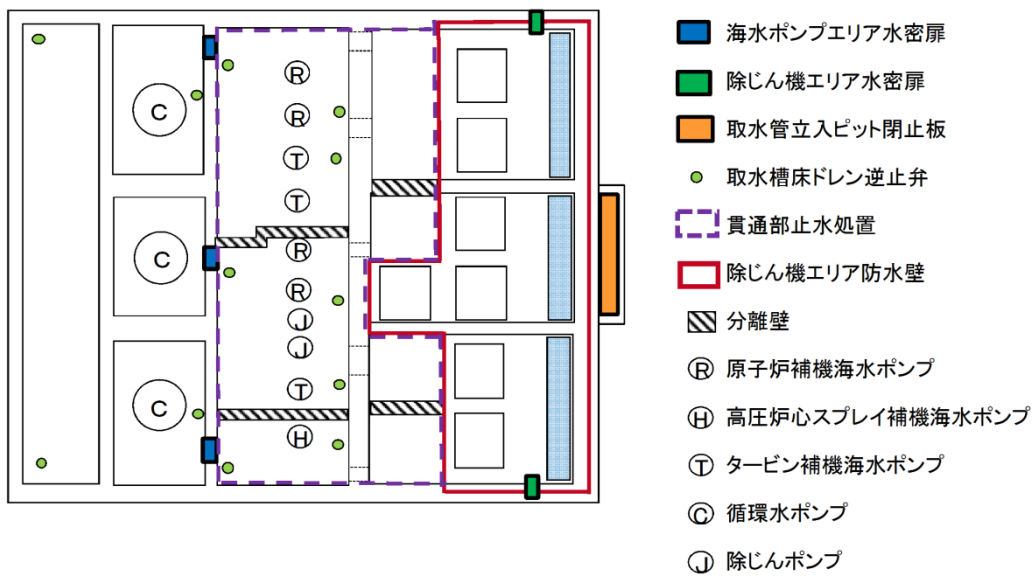 海水ポンプエリア水密扉
除じん機エリア水密扉
取水管立入ピット閉止板
取水槽床ドレン逆止弁
貫通部止水処置
除じん機エリア防水壁
分離壁
Ⓡ 原子炉補機海水ポンプ
Ⓗ 高圧炉心スプレイ補機海水ポンプ
Ⓣ タービン補機海水ポンプ
Ⓒ 循環水ポンプ
Ⓙ 除じんポンプ
C
C
C
R
R
T
T
R
R
J
J
T
H